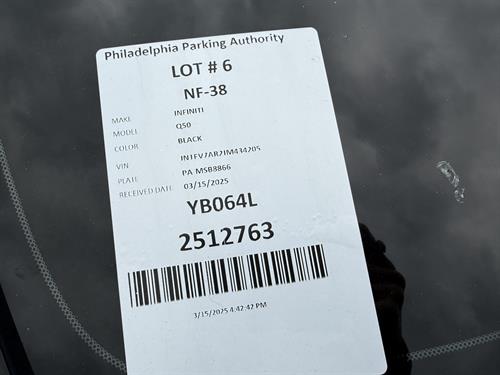 Philadelphia Parking Authority
LOT # 6
NF-38
MAKE INFINITI
MODEL Q50
COLOR BLACK
VIN JN1FV7AR2JM434205
PLATE PA MSB8866
RECEIVED DATE 03/15/2025
YB064L
2512763
3/15/2025 4:42:42 PM